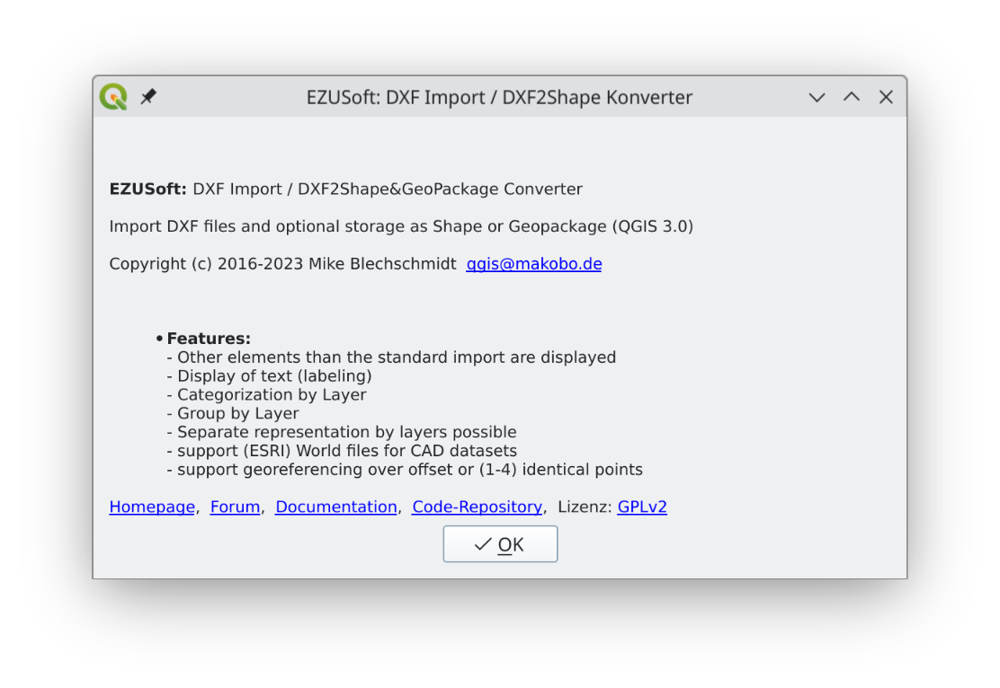 EZUSoft: DXF Import / DXF2Shape Konverter
EZUSoft: DXF Import / DXF2Shape&GeoPackage Converter
Import DXF files and optional storage as Shape or Geopackage (QGIS 3.0)
Copyright (c) 2016-2023 Mike Blechschmidt qgis@makobo.de
• Features:
- Other elements than the standard import are displayed
- Display of text (labeling)
- Categorization by Layer
- Group by Layer
- Separate representation by layers possible
- support (ESRI) World files for CAD datasets
- support georeferencing over offset or (1-4) identical points
Homepage, Forum, Documentation, Code-Repository, Lizenz: GPLv2
OK